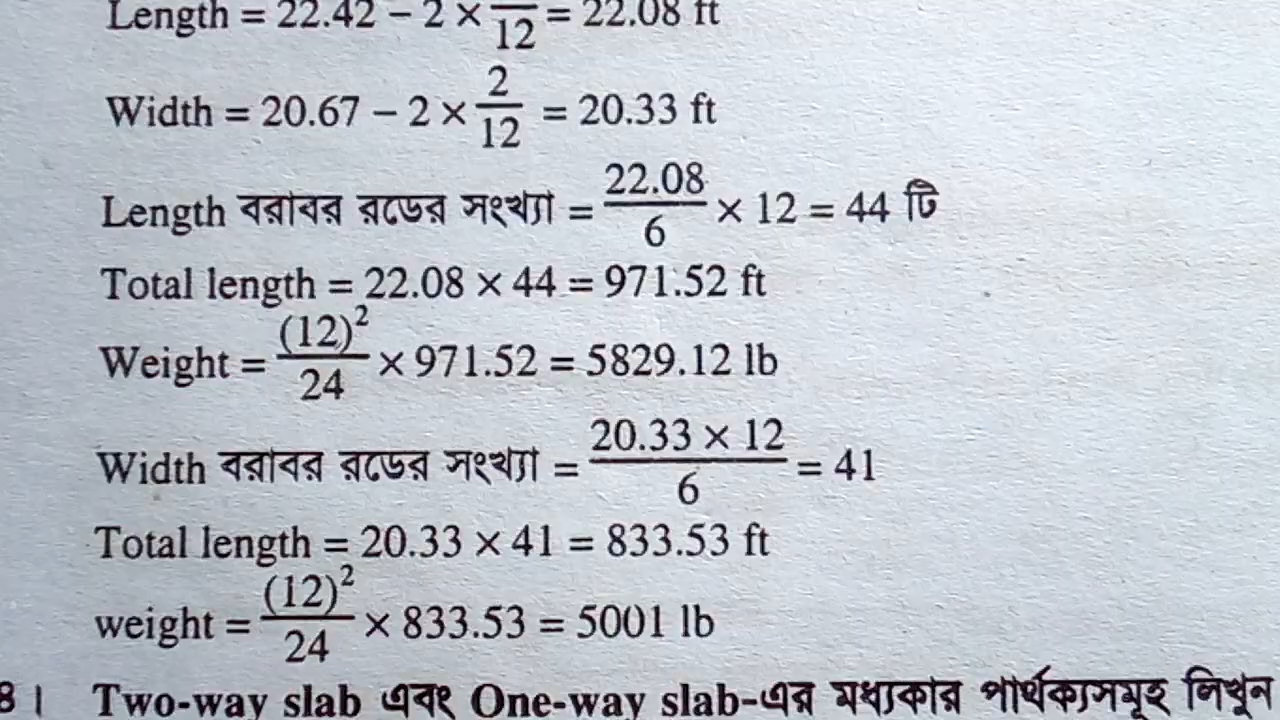 Length = 22.42 − 2 × /12 = 22.08 ft
Width = 20.67 − 2 × 2/12 = 20.33 ft
Length বরাবর রডের সংখ্যা = 22.08/6 × 12 = 44 টি
Total length = 22.08 × 44 = 971.52 ft
Weight = (12)²/24 × 971.52 = 5829.12 lb
Width বরাবর রডের সংখ্যা = 20.33 × 12/6 = 41
Total length = 20.33 × 41 = 833.53 ft
weight = (12)²/24 × 833.53 = 5001 lb
8। Two-way slab এবং One-way slab-এর মধ্যকার পার্থক্যসমূহ লিখুন